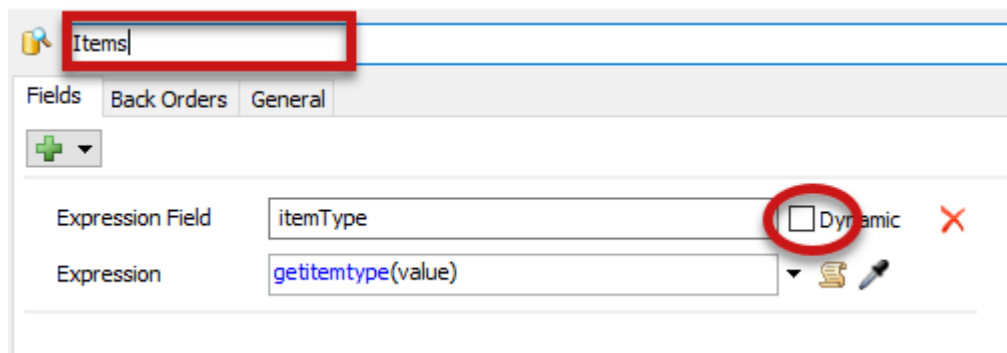 Items
Fields Back Orders General
Expression Field itemType Dynamic
Expression getitemtype(value)